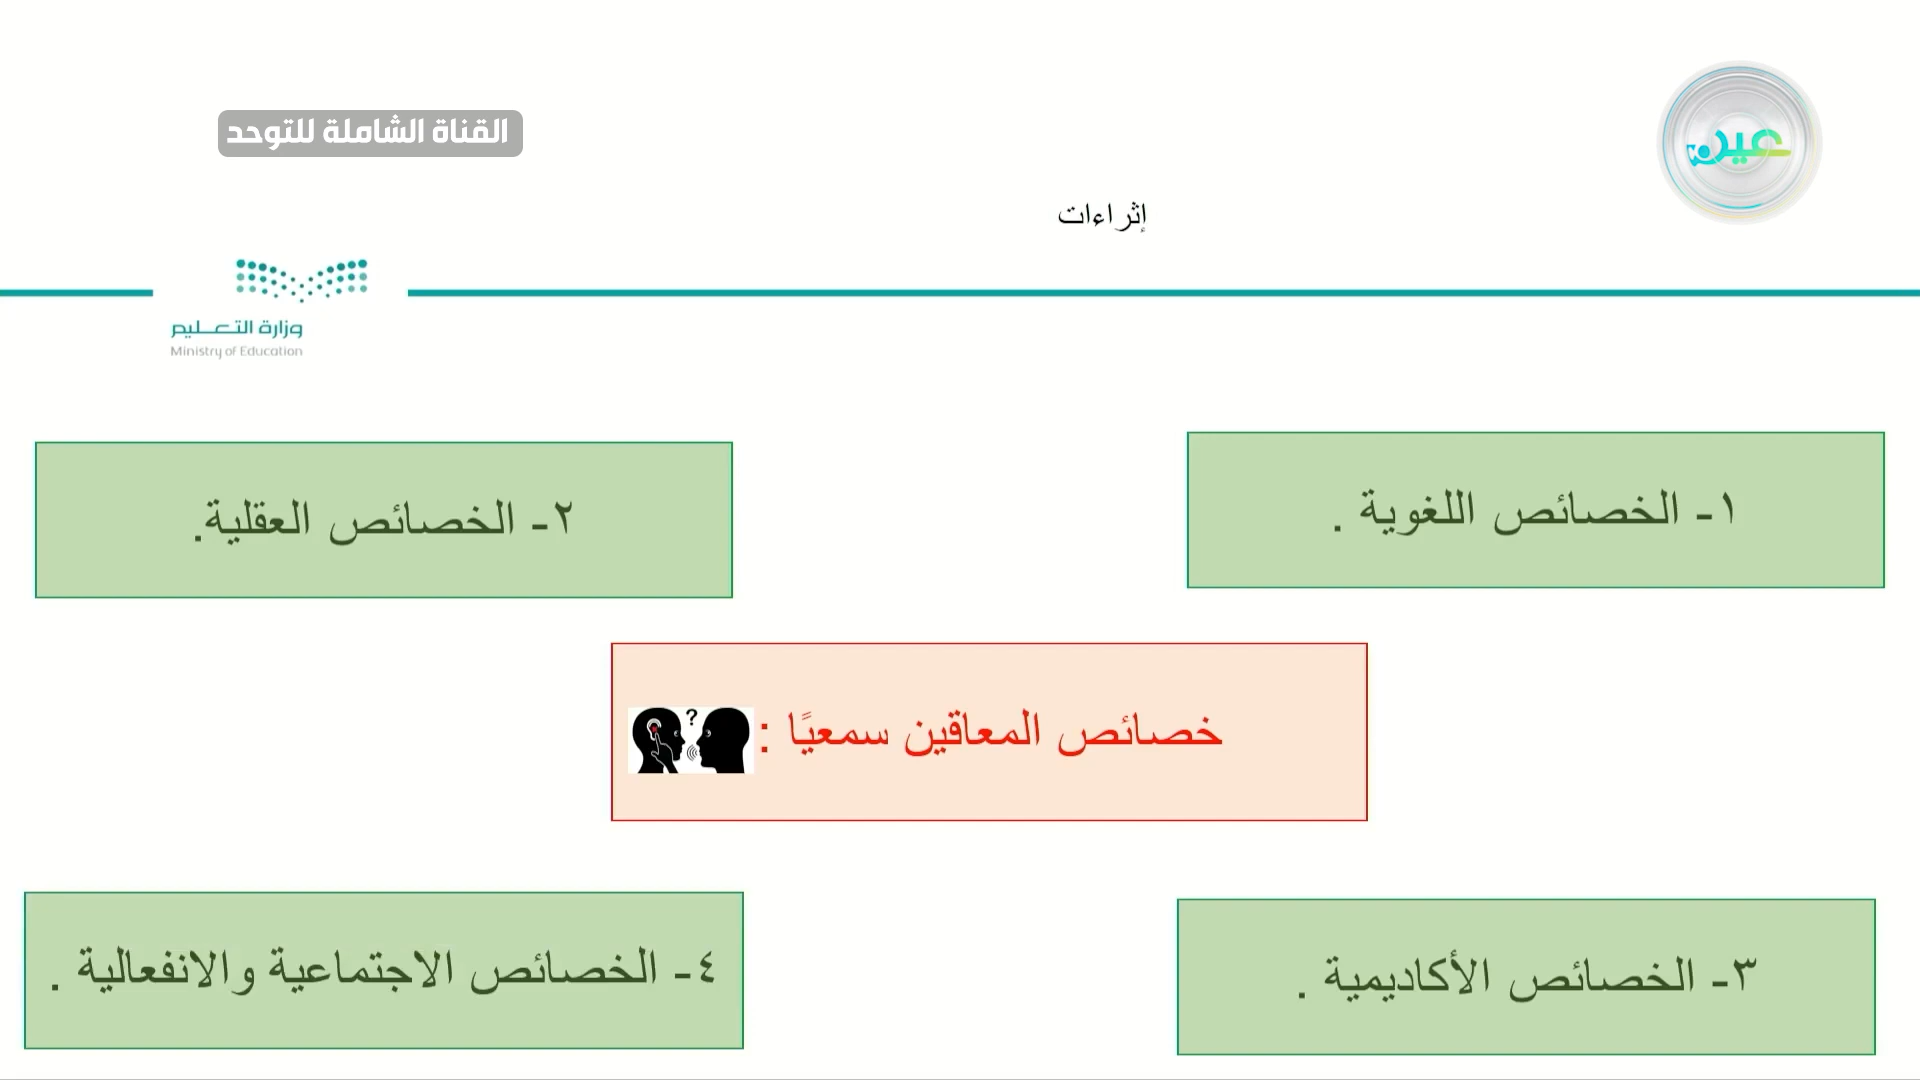 القناة الشاملة للتوحد
عين
إثراءات
وزارة التعليم
Ministry of Education
١- الخصائص اللغوية .
٢- الخصائص العقلية.
خصائص المعاقين سمعيًا :
?
٣- الخصائص الأكاديمية .
٤- الخصائص الاجتماعية والانفعالية .